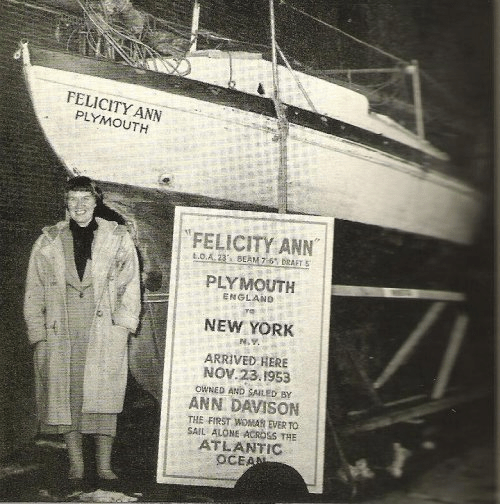 FELICITY ANN
PLYMOUTH
"FELICITY ANN"
L.O.A. 23', BEAM 7'6", DRAFT 5'
PLYMOUTH
ENGLAND
TO
NEW YORK
N.Y.
ARRIVED HERE
NOV. 23. 1953
OWNED AND SAILED BY
ANN DAVISON
THE FIRST WOMAN EVER TO
SAIL ALONE ACROSS THE
ATLANTIC
OCEAN